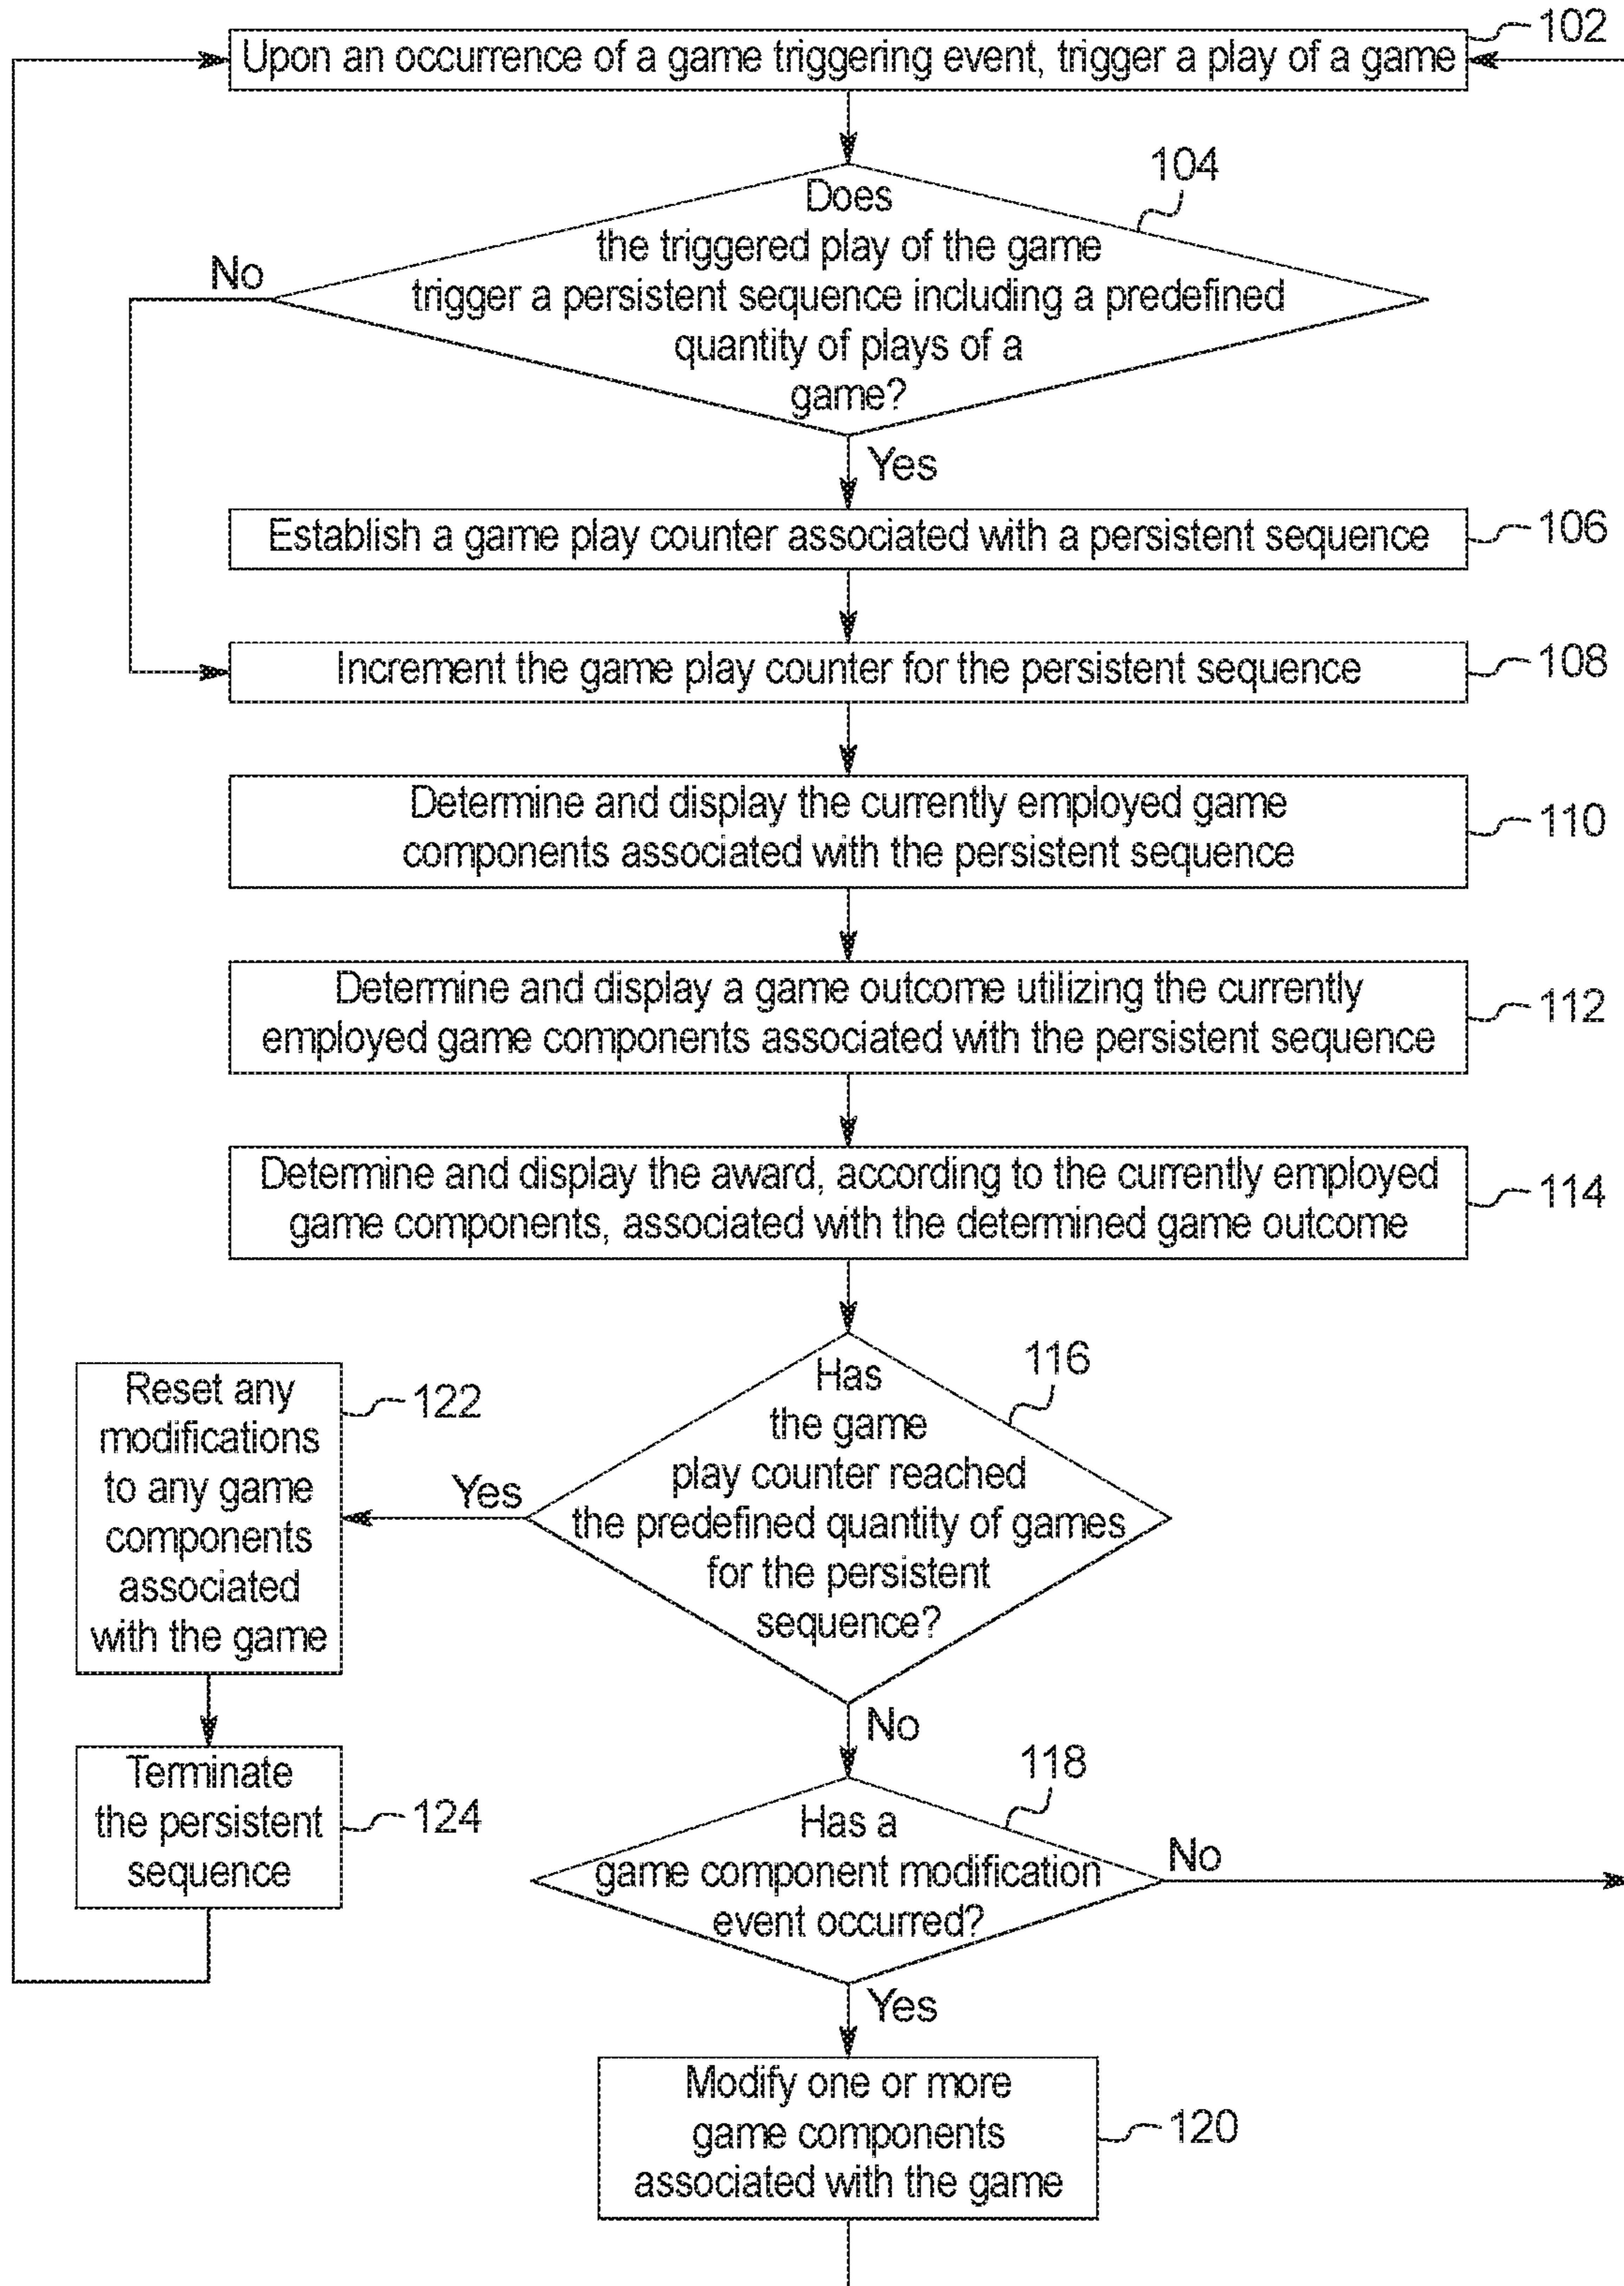 102
Upon an occurrence of a game triggering event, trigger a play of a game
104
Does
the triggered play of the game
trigger a persistent sequence including a predefined
quantity of plays of a
game?
No
Yes
Establish a game play counter associated with a persistent sequence
106
Increment the game play counter for the persistent sequence
108
Determine and display the currently employed game
components associated with the persistent sequence
110
Determine and display a game outcome utilizing the currently
employed game components associated with the persistent sequence
112
Determine and display the award, according to the currently employed
game components, associated with the determined game outcome
114
116
Has
the game
play counter reached
the predefined quantity of games
for the persistent
sequence?
Yes
No
Reset any
modifications
to any game
components
associated
with the game
122
Terminate
the persistent
sequence
124
118
Has a
game component modification
event occurred?
No
Yes
Modify one or more
game components
associated with the game
120